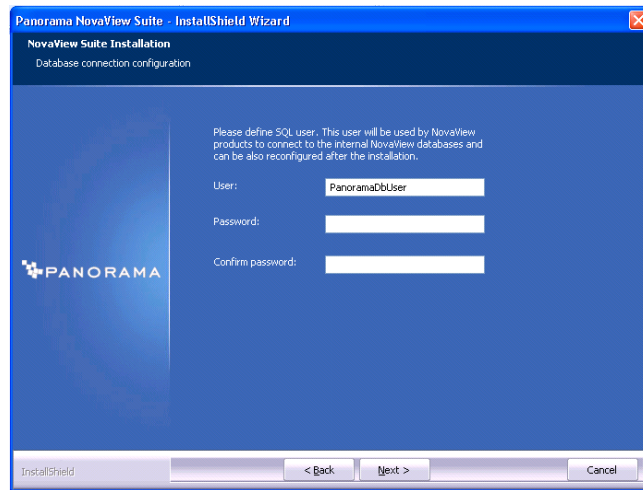 Panorama NovaView Suite - InstallShield Wizard
NovaView Suite Installation
Database connection configuration
Please define SQL user. This user will be used by NovaView
products to connect to the internal NovaView databases and
can be also reconfigured after the installation.
User: PanoramaDbUser
Password:
Confirm password:
PANORAMA
InstallShield < Back Next > Cancel